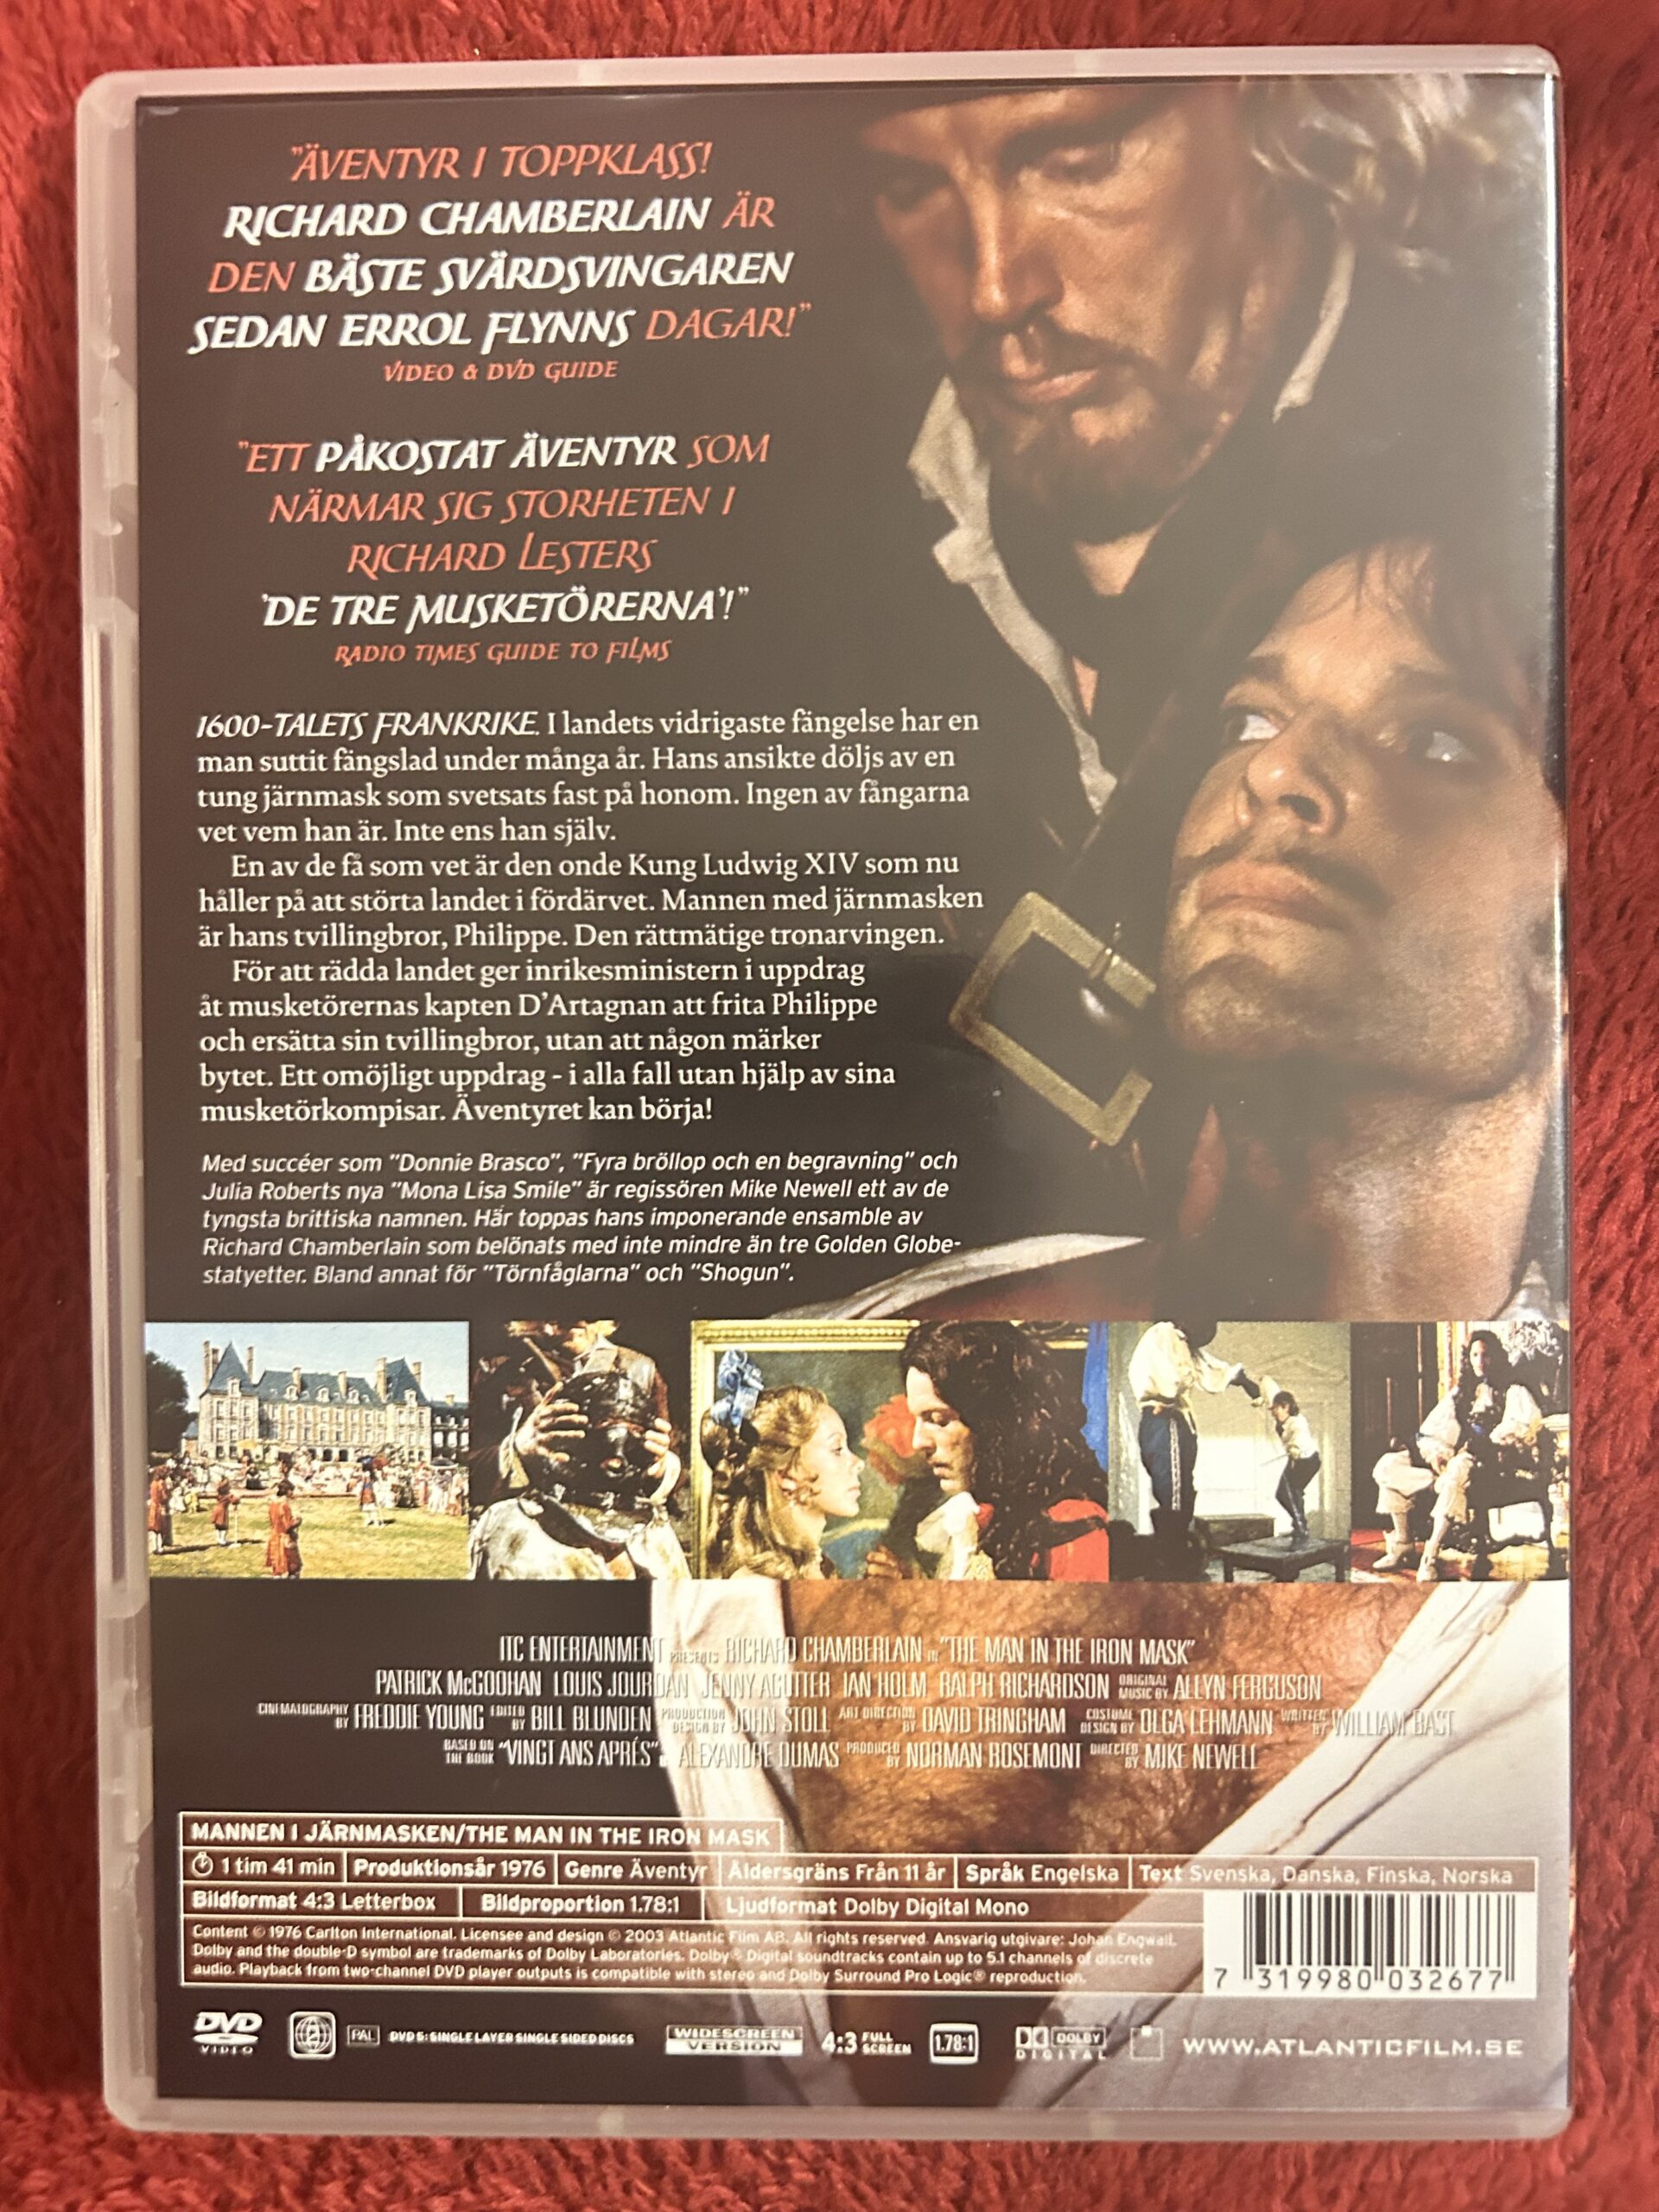 "ÄVENTYR I TOPPKLASS!
RICHARD CHAMBERLAIN ÄR
DEN BÄSTE SVÄRDSVINGAREN
SEDAN ERROL FLYNNS DAGAR!"
VIDEO & DVD GUIDE
"ETT PÅKOSTAT ÄVENTYR SOM
NÄRMAR SIG STORHETEN I
RICHARD LESTERS
'DE TRE MUSKETÖRERNA'!"
RADIO TIMES GUIDE TO FILMS
1600-TALETS FRANKRIKE. I landets vidrigaste fängelse har en
man suttit fängslad under många år. Hans ansikte döljs av en
tung järnmask som svetsats fast på honom. Ingen av fångarna
vet vem han är. Inte ens han själv.
En av de få som vet är den onde Kung Ludwig XIV som nu
håller på att störta landet i fördärvet. Mannen med järnmasken
är hans tvillingbror, Philippe. Den rättmätige tronarvingen.
För att rädda landet ger inrikesministern i uppdrag
åt musketörernas kapten D'Artagnan att frita Philippe
och ersätta sin tvillingbror, utan att någon märker
bytet. Ett omöjligt uppdrag - i alla fall utan hjälp av sina
musketörkompisar. Äventyret kan börja!
Med succéer som "Donnie Brasco", "Fyra bröllop och en begravning" och
Julia Roberts nya "Mona Lisa Smile" är regissören Mike Newell ett av de
tyngsta brittiska namnen. Här toppas hans imponerande ensamble av
Richard Chamberlain som belönats med inte mindre än tre Golden Globe-
statyetter. Bland annat för "Törnfåglarna" och "Shogun".
ITC ENTERTAINMENT PRESENTS RICHARD CHAMBERLAIN IN "THE MAN IN THE IRON MASK"
PATRICK McGOOHAN LOUIS JOURDAN JENNY AGUTTER IAN HOLM RALPH RICHARDSON ORIGINAL MUSIC BY ALLYN FERGUSON
CINEMATOGRAPHY BY FREDDIE YOUNG EDITED BY BILL BLUNDEN PRODUCTION DESIGN BY JOHN STOLL ART DIRECTION BY DAVID TRINGHAM COSTUME DESIGN BY OLGA LEHMANN WRITTEN BY WILLIAM BAST
BASED ON THE BOOK "VINGT ANS APRÉS" ALEXANDRE DUMAS PRODUCED BY NORMAN ROSEMONT DIRECTED BY MIKE NEWELL
MANNEN I JÄRNMASKEN/THE MAN IN THE IRON MASK
1 tim 41 min Produktionsår 1976 Genre Äventyr Åldersgräns Från 11 år Språk Engelska Text Svenska, Danska, Finska, Norska
Bildformat 4:3 Letterbox Bildproportion 1.78:1 Ljudformat Dolby Digital Mono
Content © 1976 Carlton International. Licensee and design © 2003 Atlantic Film AB. All rights reserved. Ansvarig utgivare: Johan Engwall.
Dolby and the double-D symbol are trademarks of Dolby Laboratories. Dolby Digital soundtracks contain up to 5.1 channels of discrete
audio. Playback from two-channel DVD player outputs is compatible with stereo and Dolby Surround Pro Logic® reproduction.
7 319980 032677
DVD VIDEO 2 PAL DVD 5: SINGLE LAYER SINGLE SIDED DISCS WIDESCREEN VERSION 4:3 FULL SCREEN 1.78:1 DOLBY DIGITAL WWW.ATLANTICFILM.SE